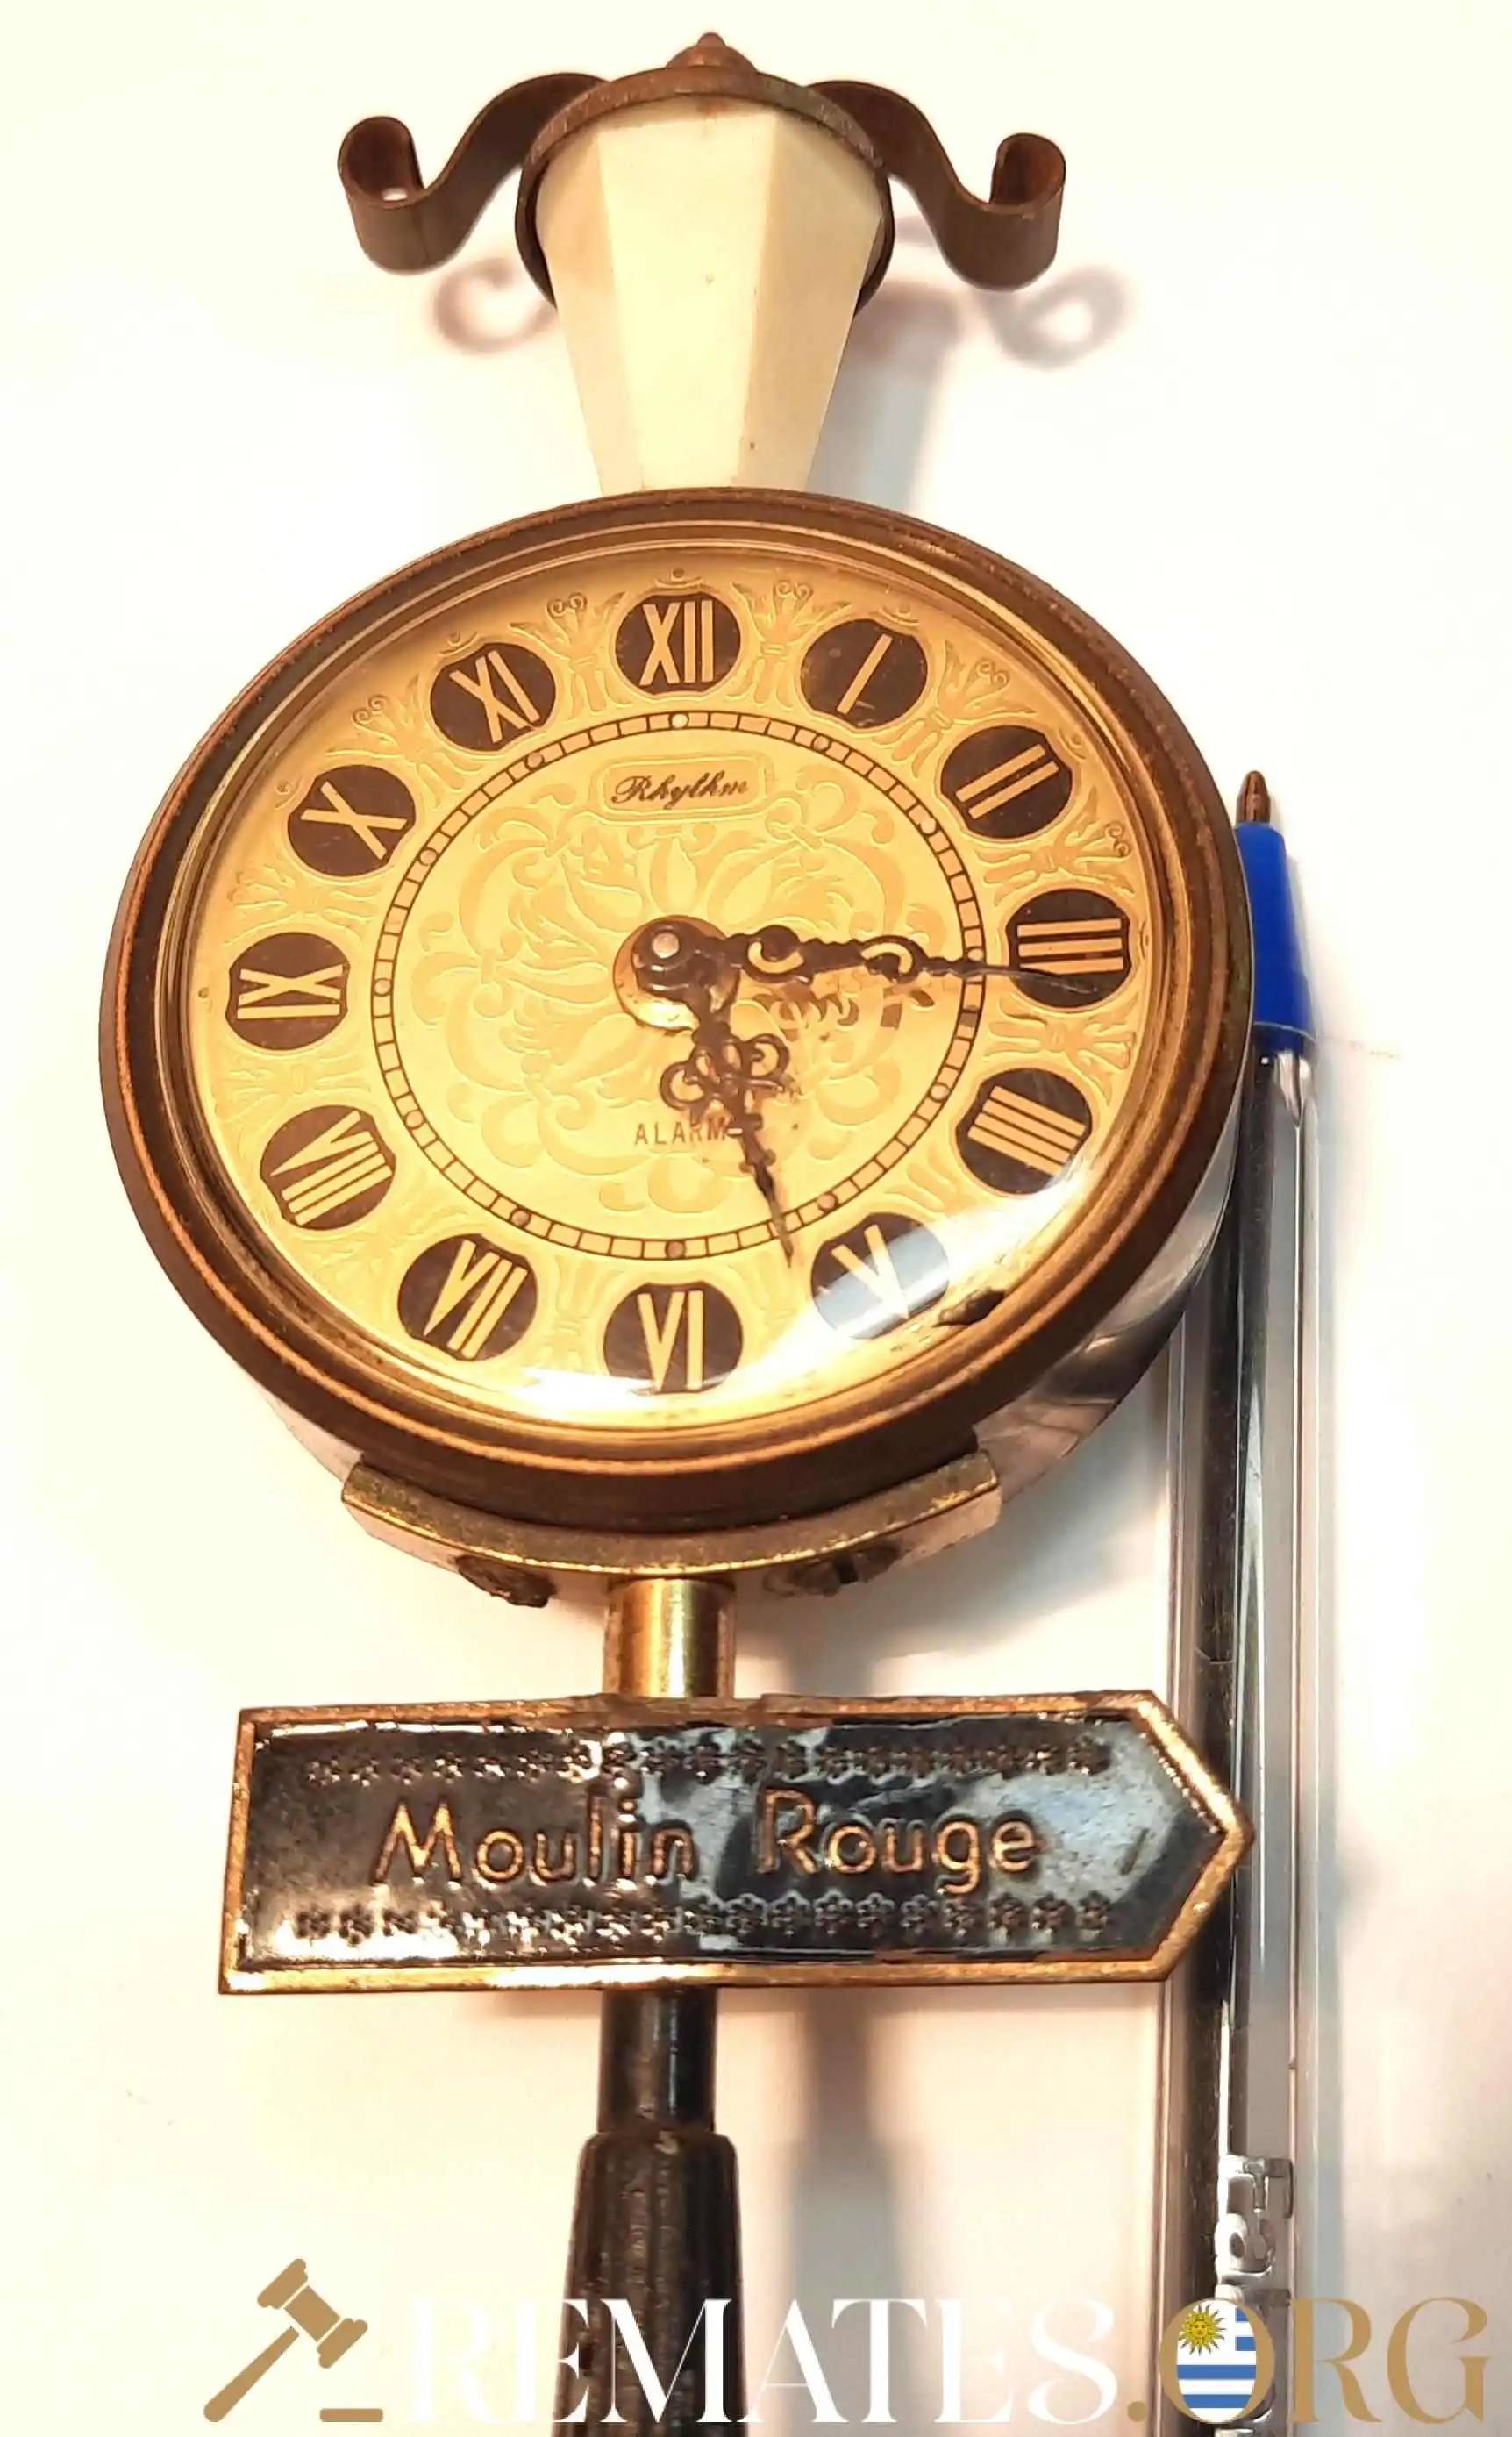 XII
XI
I
X
II
Rhythm
IX
III
ALARM
VIII
IIII
VII
V
VI
Moulin Rouge
REMATES.ORG